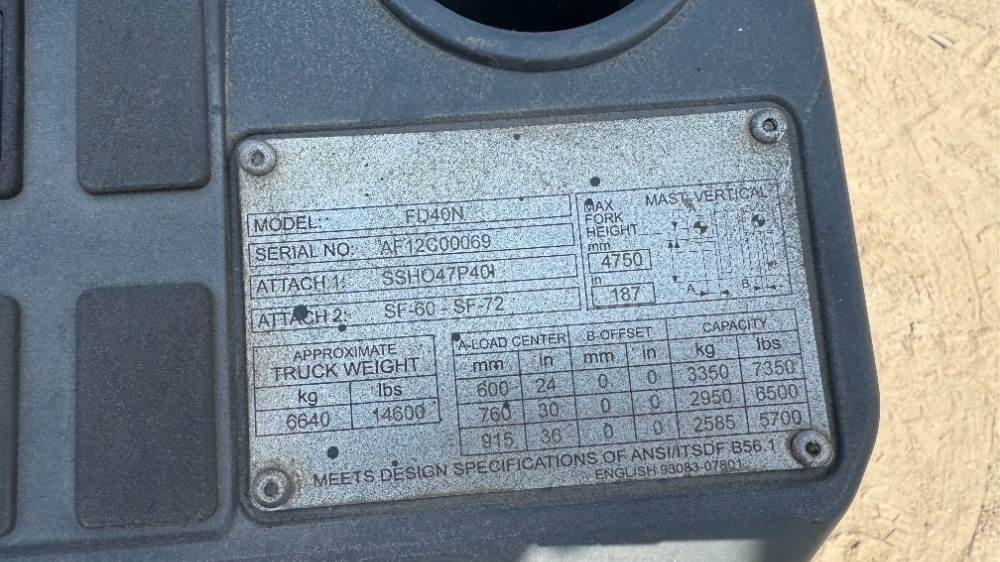 MODEL: FD40N
SERIAL NO: AF12C00069
ATTACH 1: SSHO47P40I
ATTACH 2: SF-60 - SF-72
MAX FORK HEIGHT
mm
4750
in
187
MAST VERTICAL
A
B
APPROXIMATE
TRUCK WEIGHT
kg lbs
6640 14600
A-LOAD CENTER B-OFFSET CAPACITY
mm in mm in kg lbs
600 24 0 0 3350 7350
760 30 0 0 2950 6500
915 36 0 0 2585 5700
MEETS DESIGN SPECIFICATIONS OF ANSI/ITSDF B56.1
ENGLISH 93083-07801